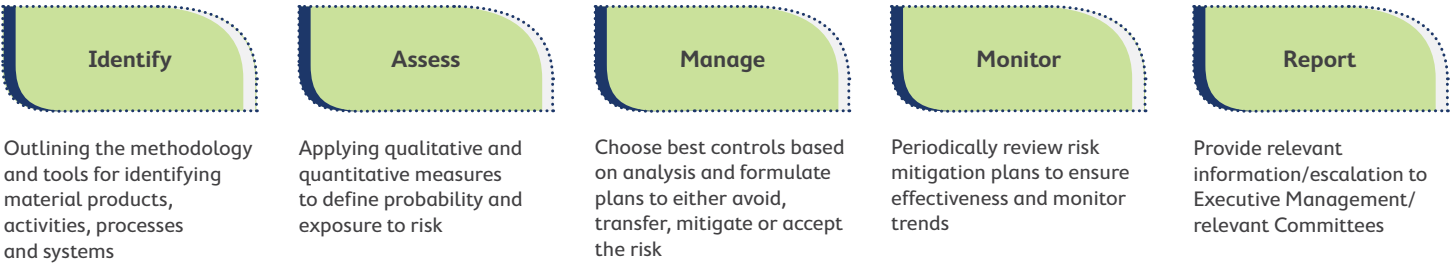 Identify
Outlining the methodology
and tools for identifying
material products,
activities, processes
and systems
Assess
Applying qualitative and
quantitative measures
to define probability and
exposure to risk
Manage
Choose best controls based
on analysis and formulate
plans to either avoid,
transfer, mitigate or accept
the risk
Monitor
Periodically review risk
mitigation plans to ensure
effectiveness and monitor
trends
Report
Provide relevant
information/escalation to
Executive Management/
relevant Committees